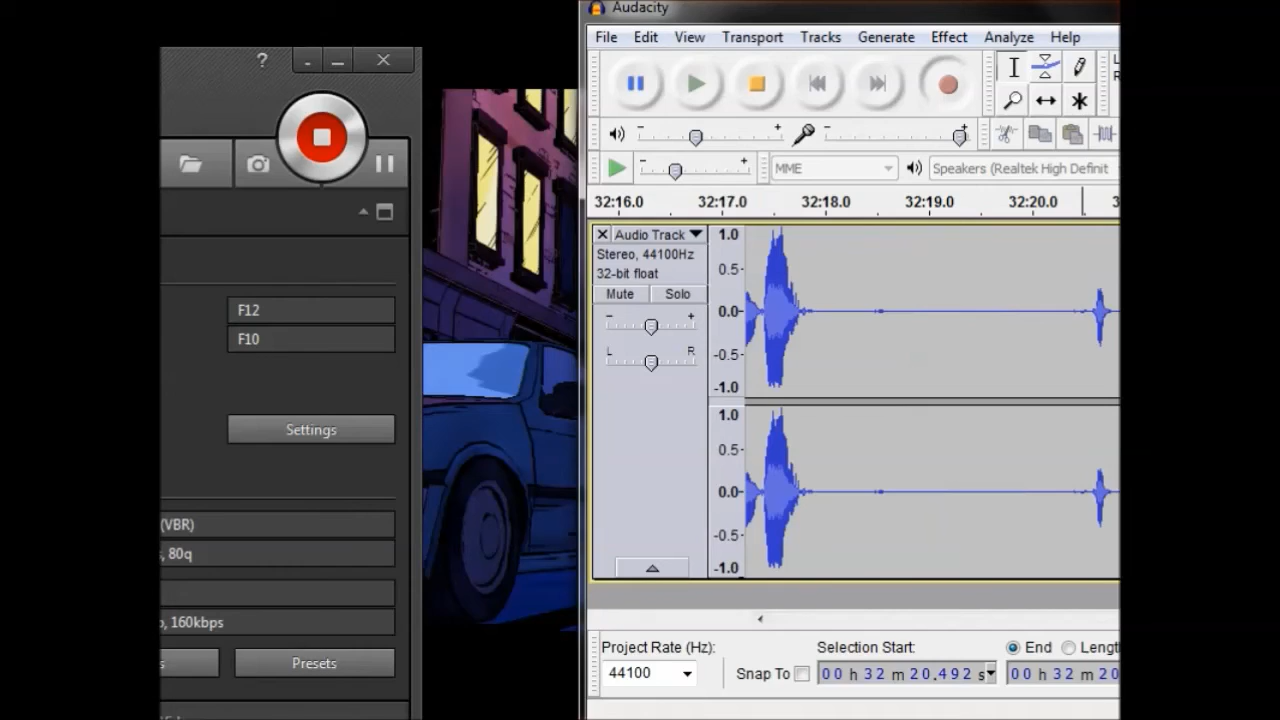 ?
F12
F10
Settings
(VBR)
, 80q
, 160kbps
s
Presets
Audacity
File Edit View Transport Tracks Generate Effect Analyze Help
L
R
- + - +
- + MME Speakers (Realtek High Definit
32:16.0 32:17.0 32:18.0 32:19.0 32:20.0 3
X Audio Track
Stereo, 44100Hz
32-bit float
Mute Solo
- +
L R
1.0
0.5-
0.0-
-0.5-
-1.0
1.0
0.5-
0.0-
-0.5-
-1.0
Project Rate (Hz): Selection Start: End Length
44100 Snap To 00 h 32 m 20.492 s 00 h 32 m 20